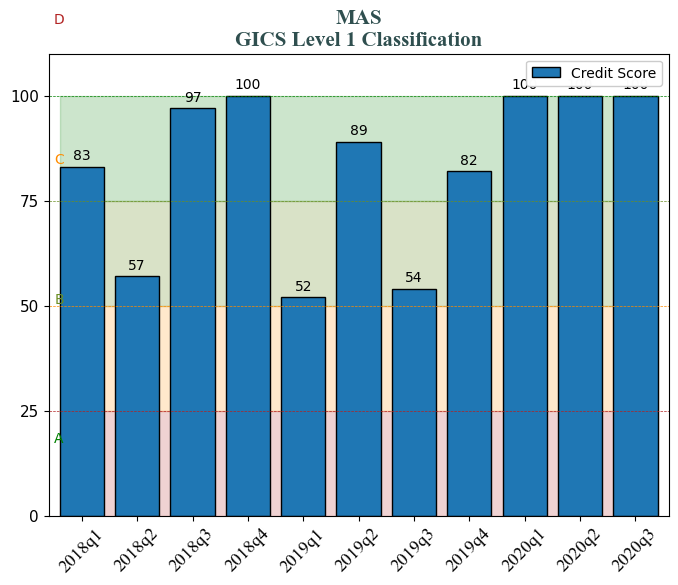 D
MAS
GICS Level 1 Classification
Credit Score
100
75
50
25
0
C
B
A
83
57
97
100
52
89
54
82
100
100
100
2018q1
2018q2
2018q3
2018q4
2019q1
2019q2
2019q3
2019q4
2020q1
2020q2
2020q3